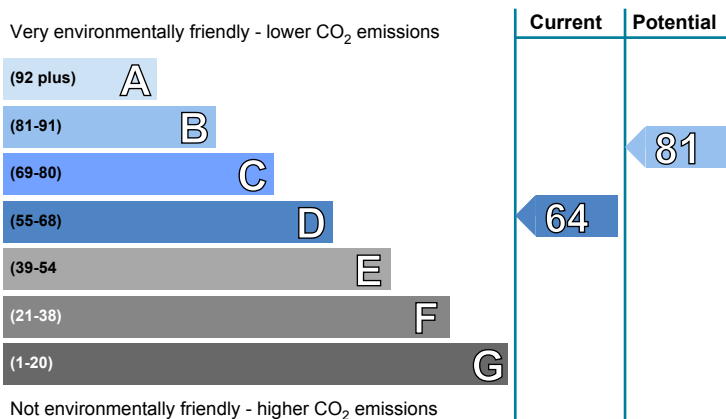 Current Potential
Very environmentally friendly - lower CO2 emissions
(92 plus) A
(81-91) B
81
(69-80) C
(55-68) D 64
(39-54 E
(21-38) F
(1-20) G
Not environmentally friendly - higher CO2 emissions